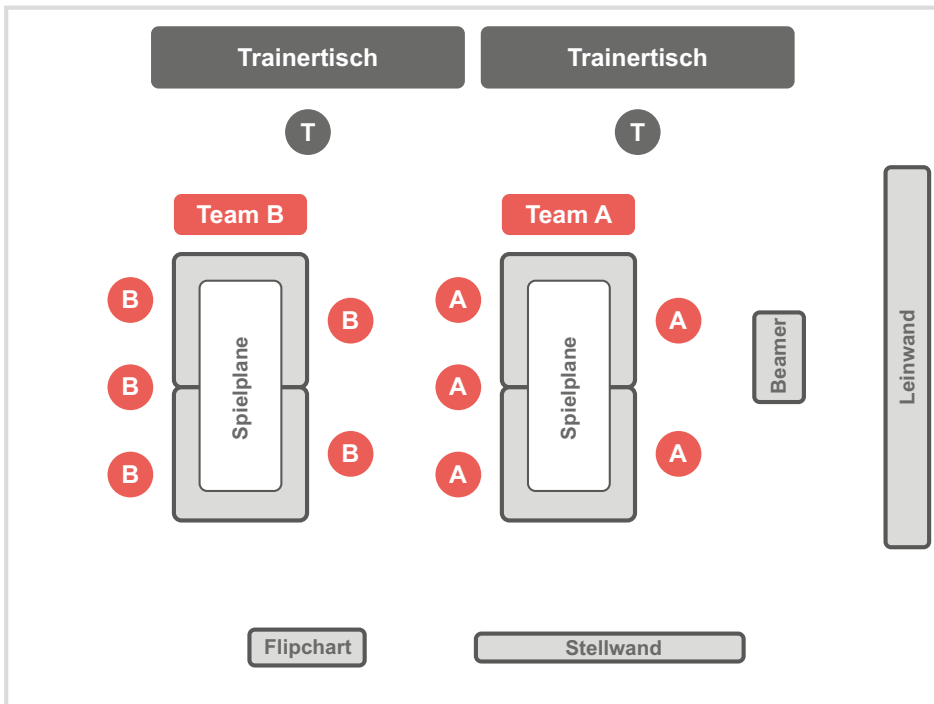 Trainertisch
Trainertisch
T
T
Team B
Team A
B
B
B
B
B
Spielplane
A
A
A
A
A
Spielplane
Beamer
Leinwand
Flipchart
Stellwand